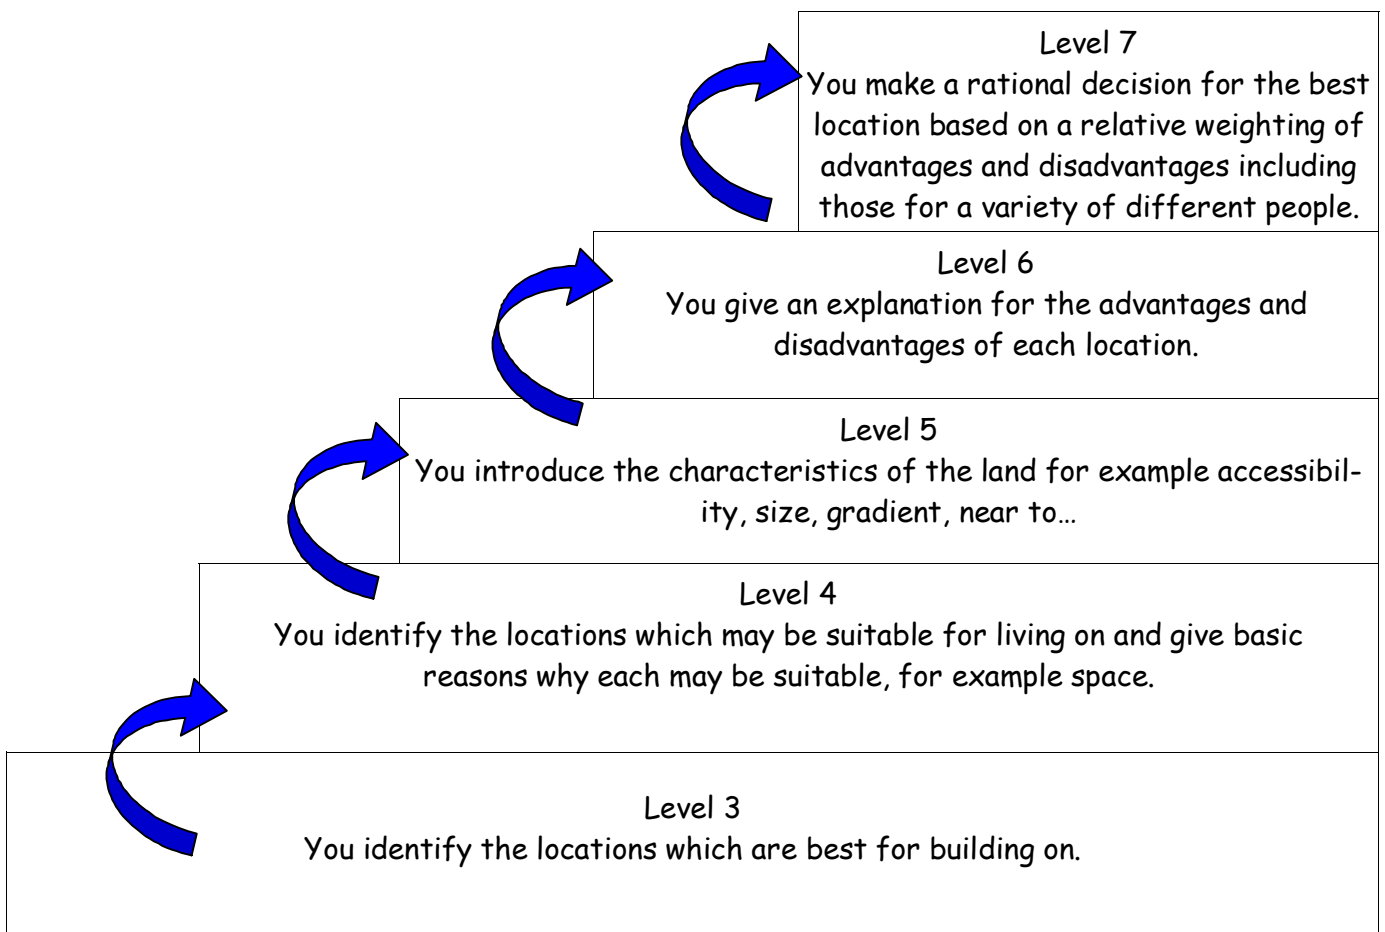 Level 7
You make a rational decision for the best
location based on a relative weighting of
advantages and disadvantages including
those for a variety of different people.
Level 6
You give an explanation for the advantages and
disadvantages of each location.
Level 5
You introduce the characteristics of the land for example accessibil-
ity, size, gradient, near to…
Level 4
You identify the locations which may be suitable for living on and give basic
reasons why each may be suitable, for example space.
Level 3
You identify the locations which are best for building on.